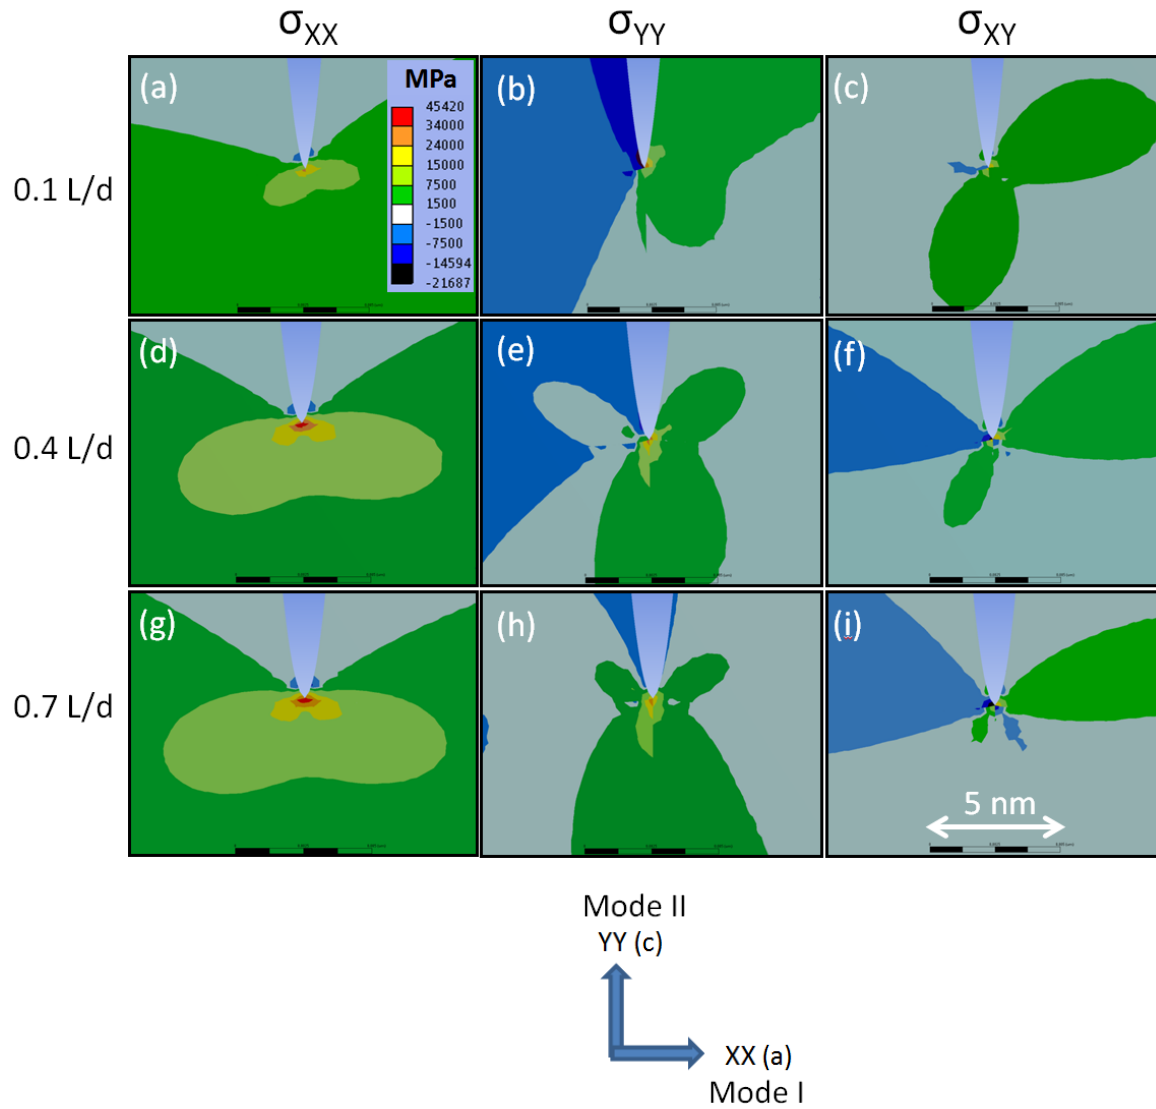 σXX σYY σXY
(a) (b) (c)
MPa
45420
34000
24000
15000
7500
1500
-1500
-7500
-14594
-21687
0.1 L/d
(d) (e) (f)
0.4 L/d
(g) (h) (i)
0.7 L/d
5 nm
Mode II
YY (c)
XX (a)
Mode I